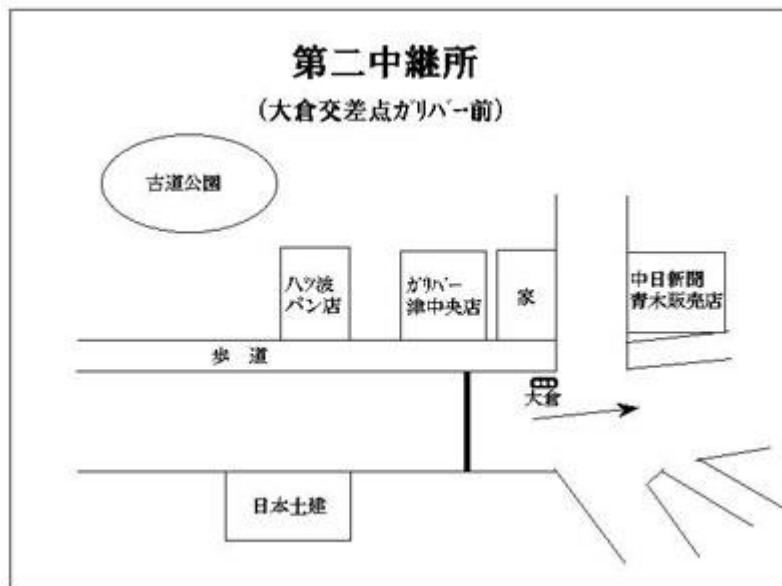 第二中継所
(大倉交差点ガリバー前)
古道公園
八ツ波
パン店
ガリバー
津中央店
家
中日新聞
青木販売店
歩 道
大倉
日本土建